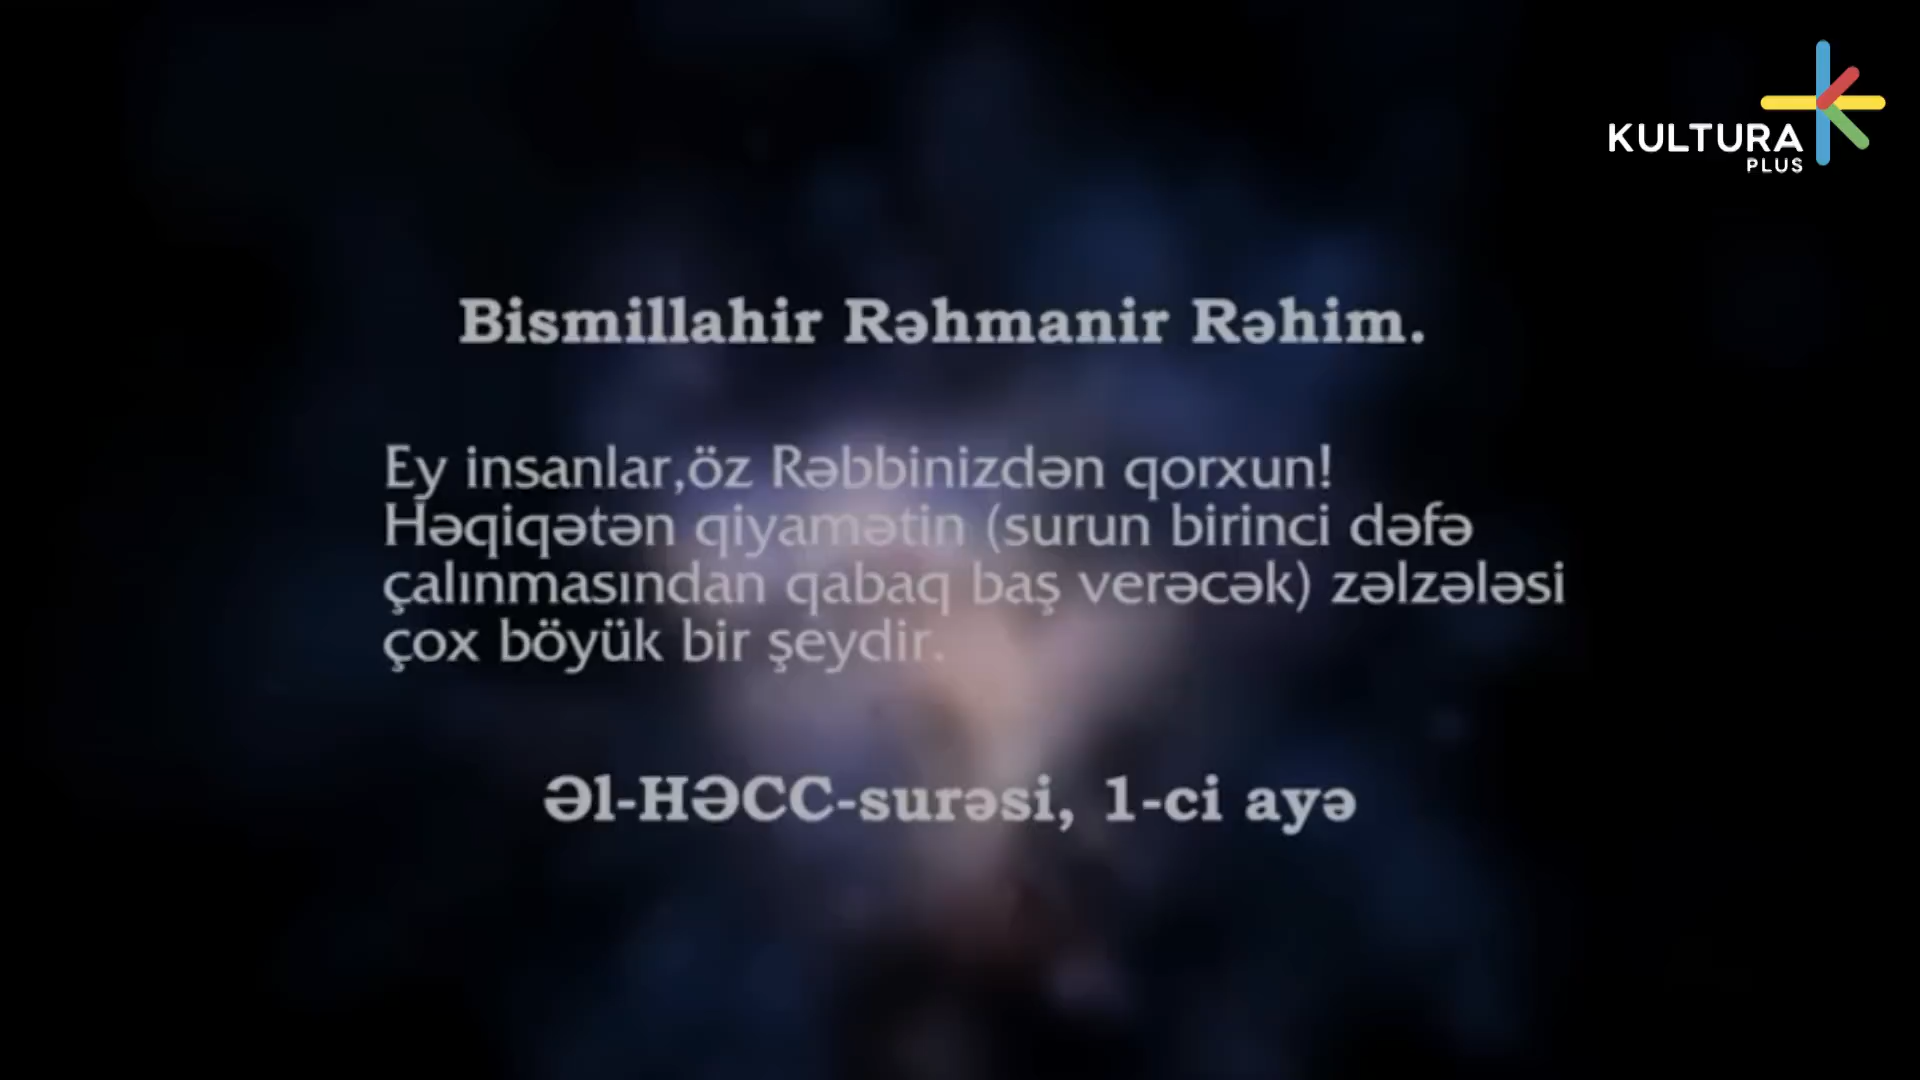 KULTURA
PLUS
Bismillahir Rəhmanir Rəhim.
Ey insanlar,öz Rəbbinizdən qorxun!
Həqiqətən qiyamətin (surun birinci dəfə
çalınmasından qabaq baş verəcək) zəlzələsi
çox böyük bir şeydir.
Əl-HƏCC-surəsi, 1-ci ayə